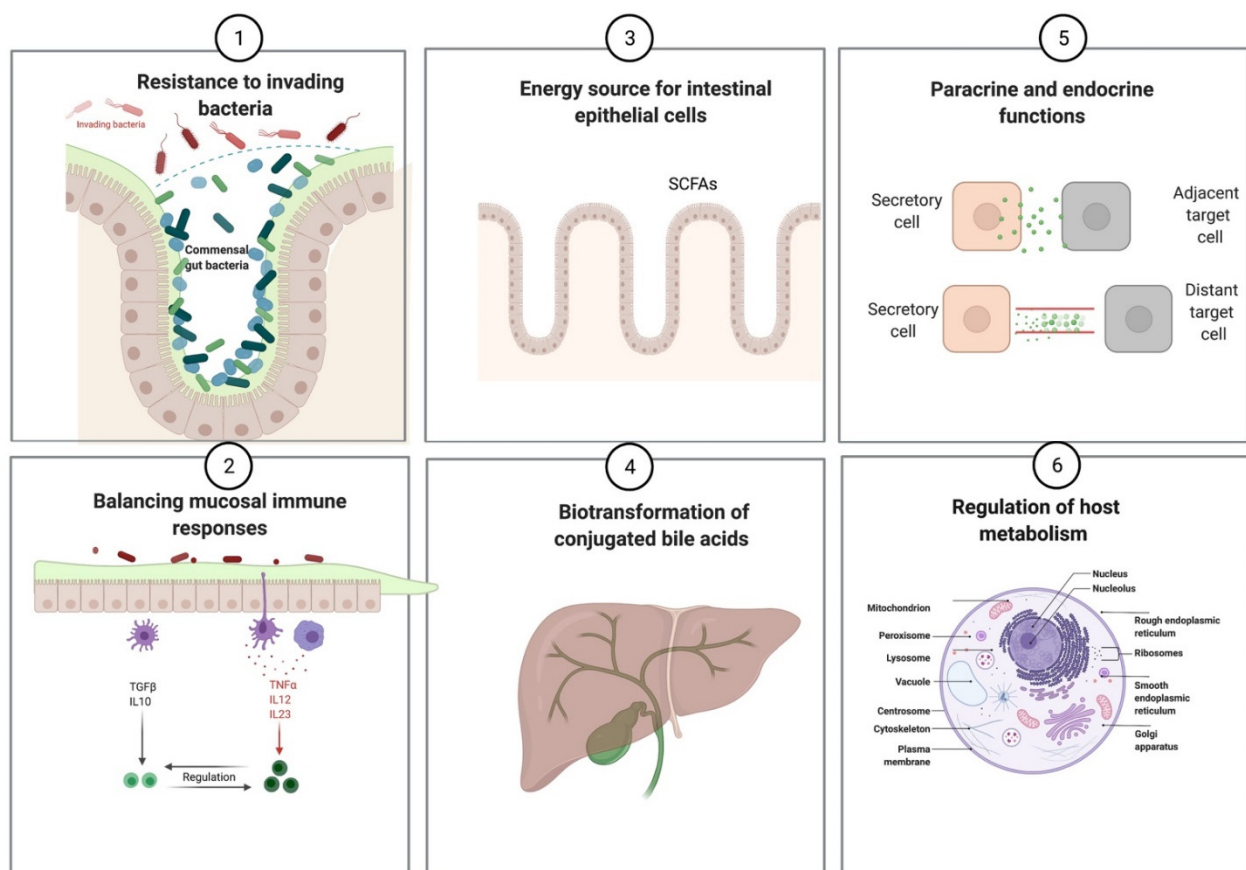 1
Resistance to invading
bacteria
Invading bacteria
Commensal
gut bacteria
2
Balancing mucosal immune
responses
TGFβ
IL10
TNFα
IL12
IL23
Regulation
3
Energy source for intestinal
epithelial cells
SCFAs
4
Biotransformation of
conjugated bile acids
5
Paracrine and endocrine
functions
Secretory
cell
Adjacent
target
cell
Secretory
cell
Distant
target
cell
6
Regulation of host
metabolism
Nucleus
Nucleolus
Mitochondrion
Peroxisome
Lysosome
Vacuole
Centrosome
Cytoskeleton
Plasma
membrane
Rough endoplasmic
reticulum
Ribosomes
Smooth
endoplasmic
reticulum
Golgi
apparatus